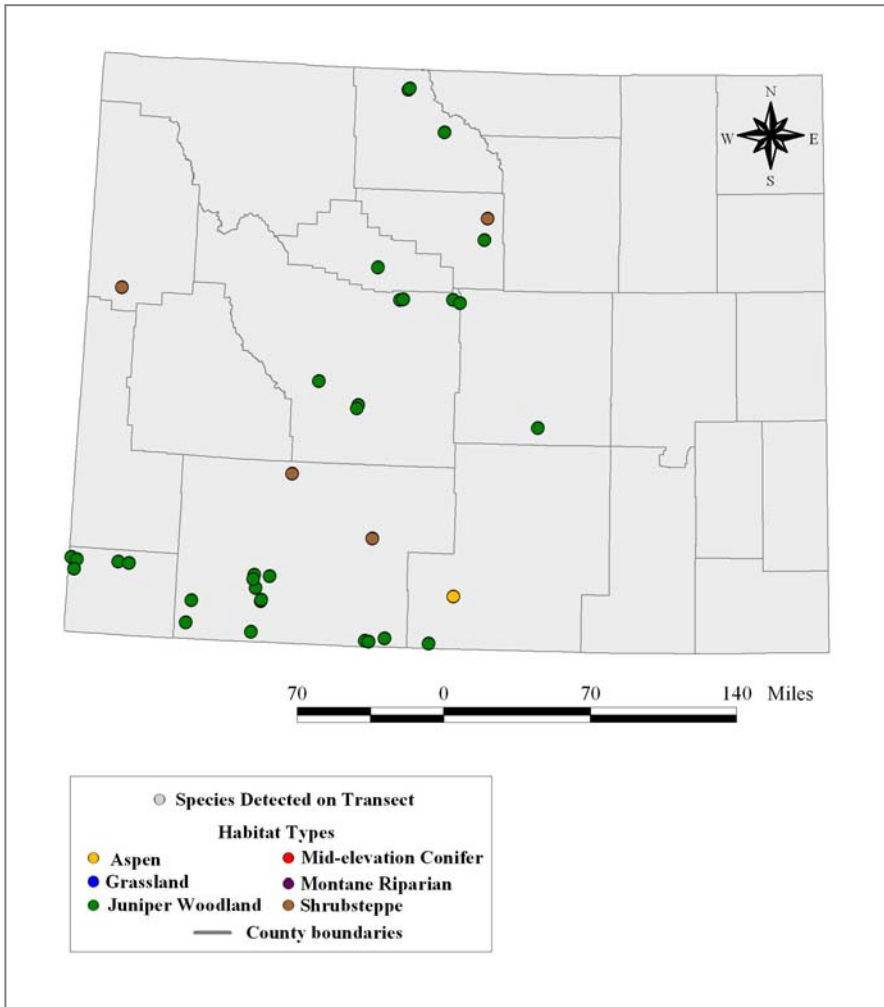 N
W E
S
70 0 70 140 Miles
Species Detected on Transect
Habitat Types
Aspen Mid-elevation Conifer
Grassland Montane Riparian
Juniper Woodland Shrubsteppe
County boundaries